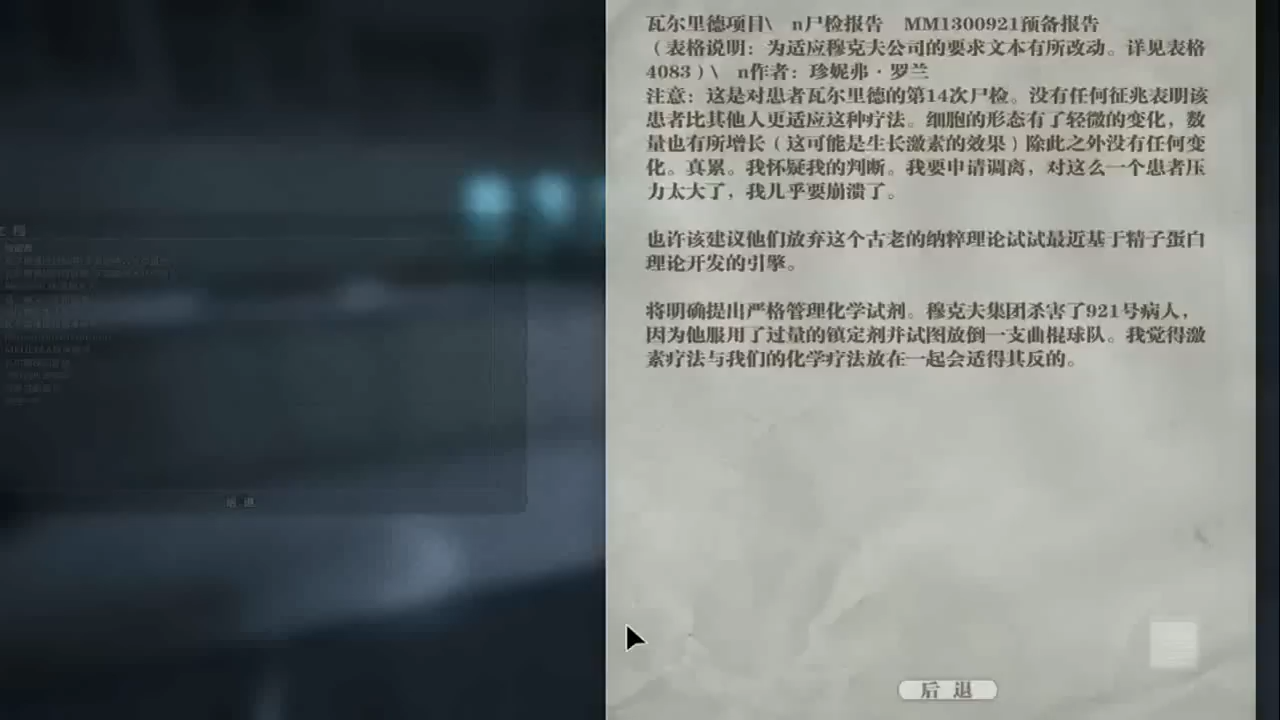 瓦尔里德项目\ n尸检报告 MM1300921预备报告
（表格说明：为适应穆克夫公司的要求文本有所改动。详见表格
4083）\ n作者：珍妮弗·罗兰
注意：这是对患者瓦尔里德的第14次尸检。没有任何征兆表明该
患者比其他人更适应这种疗法。细胞的形态有了轻微的变化，数
量也有所增长（这可能是生长激素的效果）除此之外没有任何变
化。真累。我怀疑我的判断。我要申请调离，对这么一个患者压
力太大了，我几乎要崩溃了。
也许该建议他们放弃这个古老的纳粹理论试试最近基于精子蛋白
理论开发的引擎。
将明确提出严格管理化学试剂。穆克夫集团杀害了921号病人，
因为他服用了过量的镇定剂并试图放倒一支曲棍球队。我觉得激
素疗法与我们的化学疗法放在一起会适得其反的。
后 退
后 退